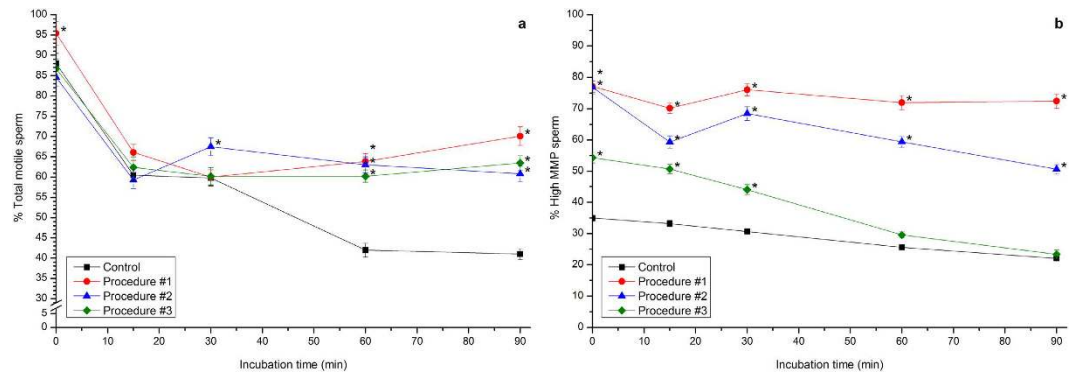 a
100
95
90
85
80
75
70
65
60
55
50
45
40
35
30
5
0
% Total motile sperm
* * * * * * * *
Control
Procedure #1
Procedure #2
Procedure #3
0 10 20 30 40 50 60 70 80 90
Incubation time (min)
b
100
90
80
70
60
50
40
30
20
10
0
% High MMP sperm
* * * * * * * * * * * * *
Control
Procedure #1
Procedure #2
Procedure #3
0 10 20 30 40 50 60 70 80 90
Incubation time (min)